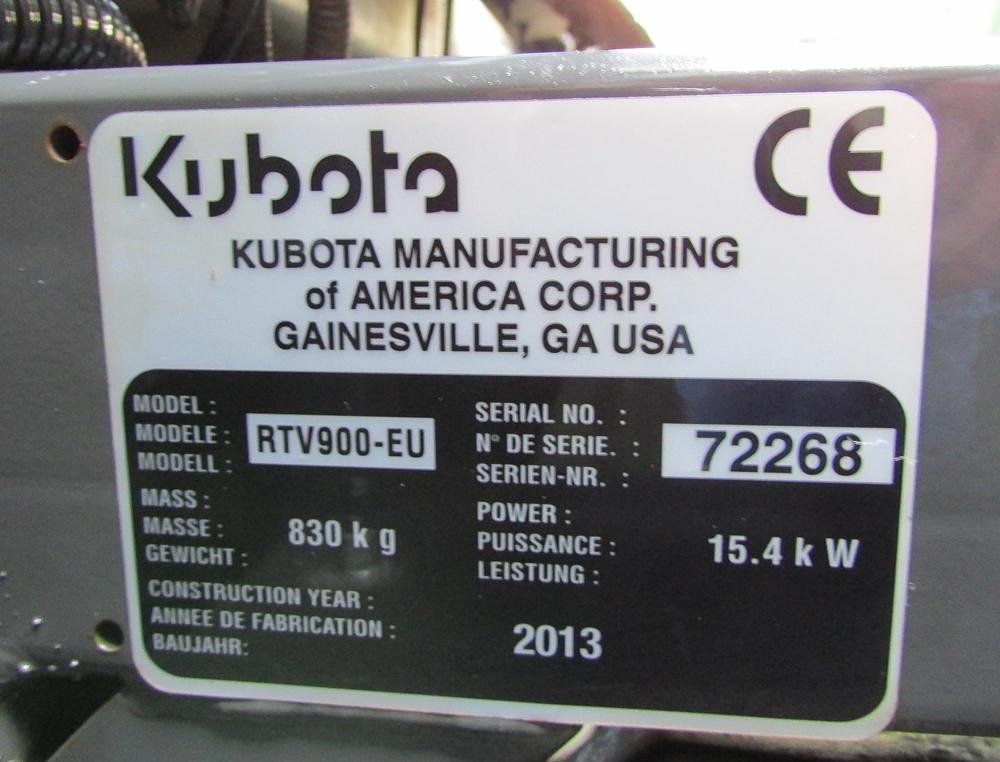 Kubota CE
KUBOTA MANUFACTURING
of AMERICA CORP.
GAINESVILLE, GA USA
MODEL :
MODELE : RTV900-EU
MODELL :
SERIAL NO. :
N° DE SERIE. : 72268
SERIEN-NR. :
MASS :
MASSE : 830 kg
GEWICHT :
POWER :
PUISSANCE : 15.4 kW
LEISTUNG :
CONSTRUCTION YEAR :
ANNEE DE FABRICATION : 2013
BAUJAHR: